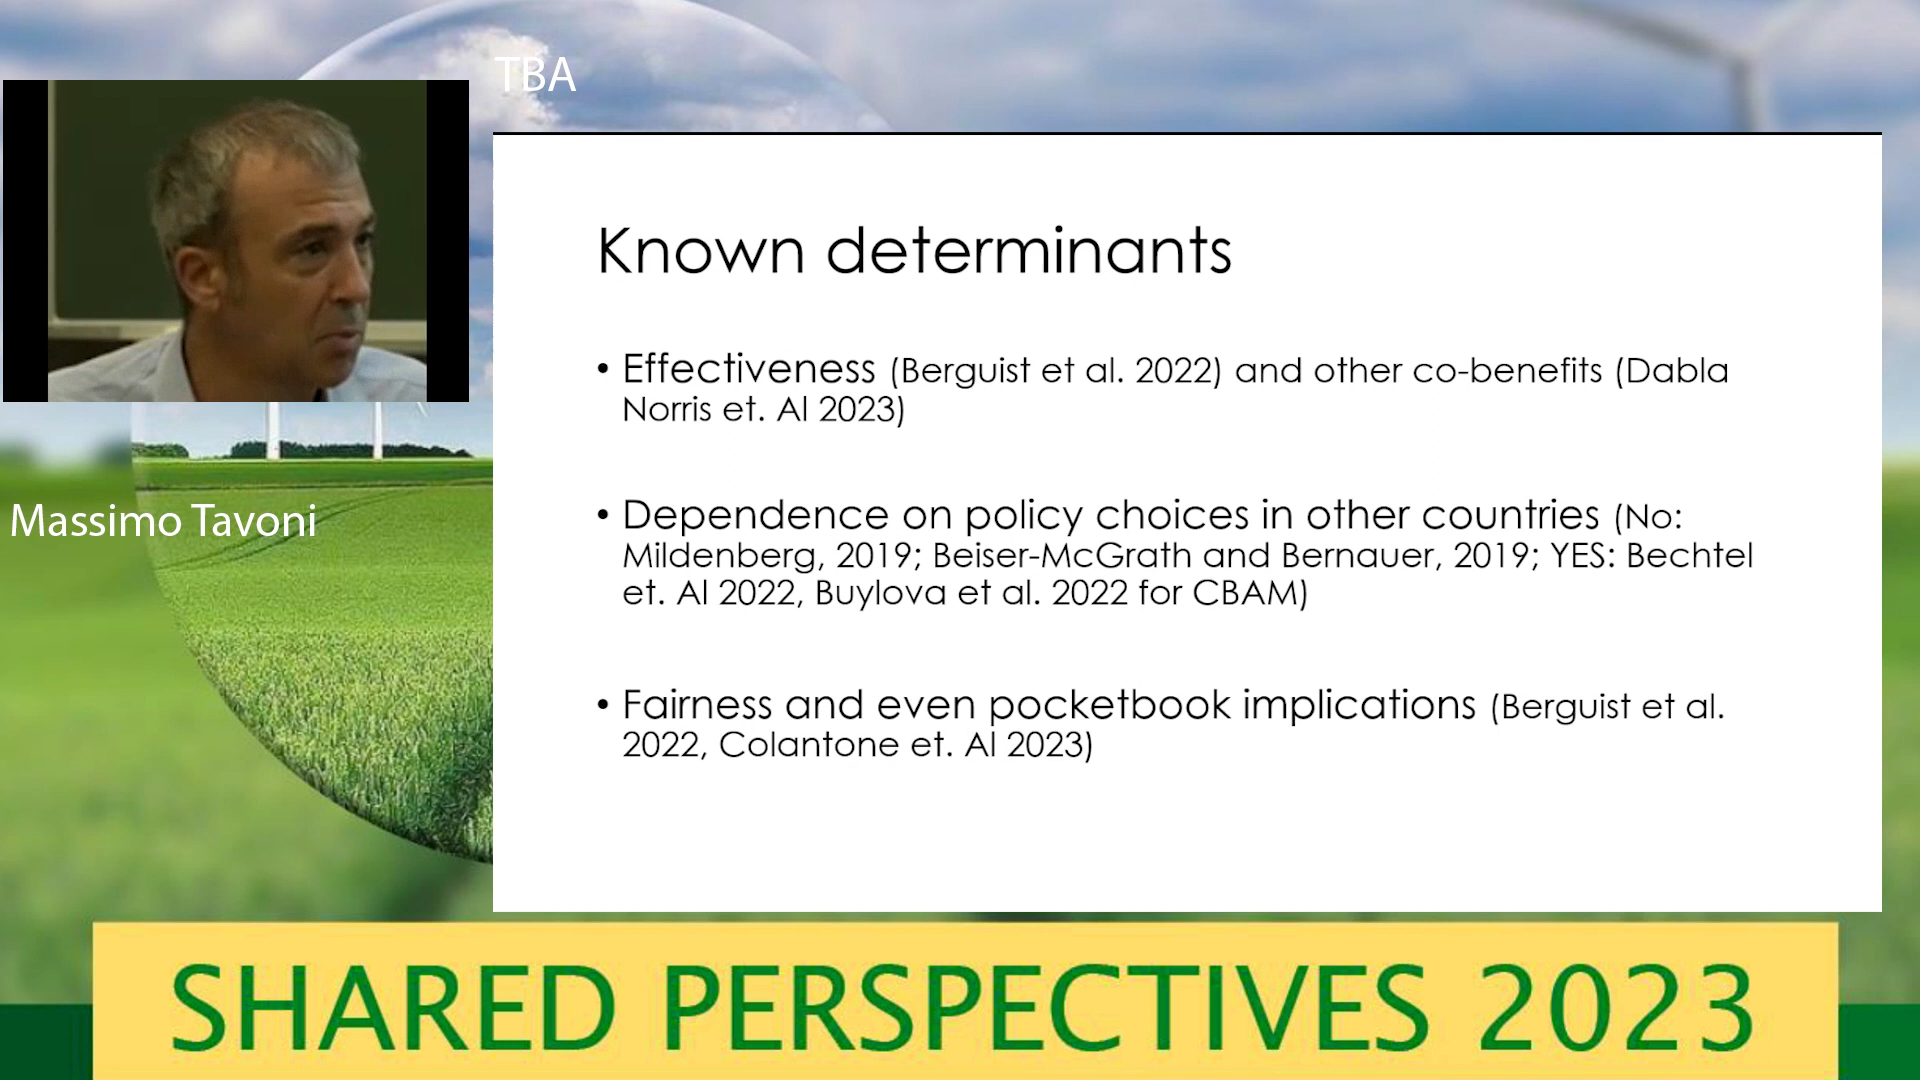 TBA
Massimo Tavoni
Known determinants
• Effectiveness (Berguist et al. 2022) and other co-benefits (Dabla
Norris et. Al 2023)
• Dependence on policy choices in other countries (No:
Mildenberg, 2019; Beiser-McGrath and Bernauer, 2019; YES: Bechtel
et. Al 2022, Buylova et al. 2022 for CBAM)
• Fairness and even pocketbook implications (Berguist et al.
2022, Colantone et. Al 2023)
SHARED PERSPECTIVES 2023